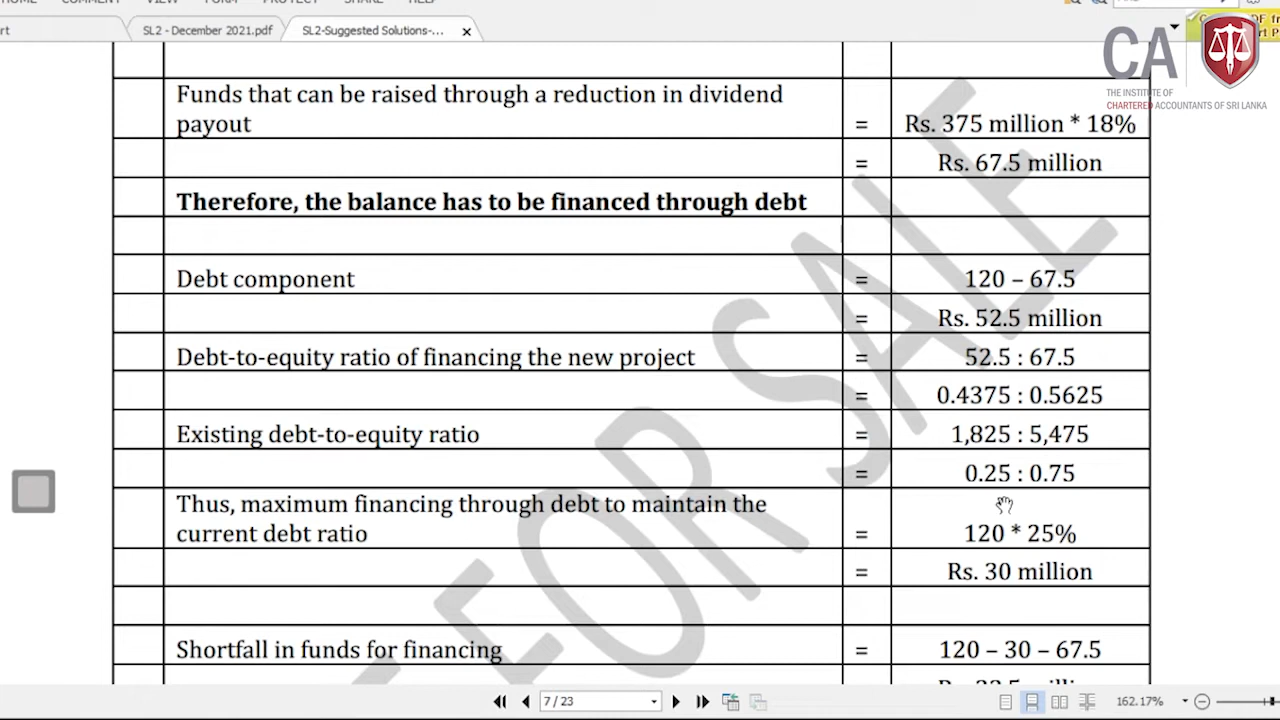 SL2 - December 2021.pdf
SL2-Suggested Solutions-...
CA
THE INSTITUTE OF
CHARTERED ACCOUNTANTS OF SRI LANKA
Funds that can be raised through a reduction in dividend
payout = Rs. 375 million * 18%
= Rs. 67.5 million
Therefore, the balance has to be financed through debt
Debt component = 120 – 67.5
= Rs. 52.5 million
Debt-to-equity ratio of financing the new project = 52.5 : 67.5
= 0.4375 : 0.5625
Existing debt-to-equity ratio = 1,825 : 5,475
= 0.25 : 0.75
Thus, maximum financing through debt to maintain the
current debt ratio = 120 * 25%
= Rs. 30 million
Shortfall in funds for financing = 120 – 30 – 67.5
FOR SALE
7 / 23
162.17%